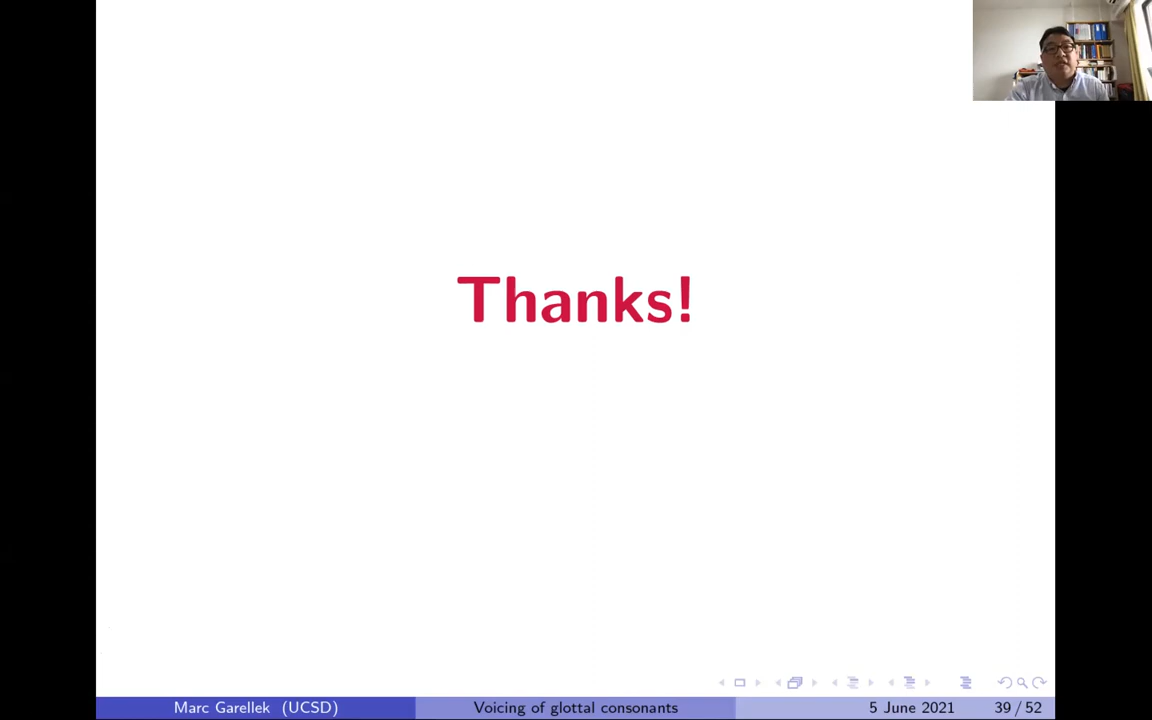 Thanks!
Marc Garellek (UCSD) Voicing of glottal consonants 5 June 2021 39 / 52